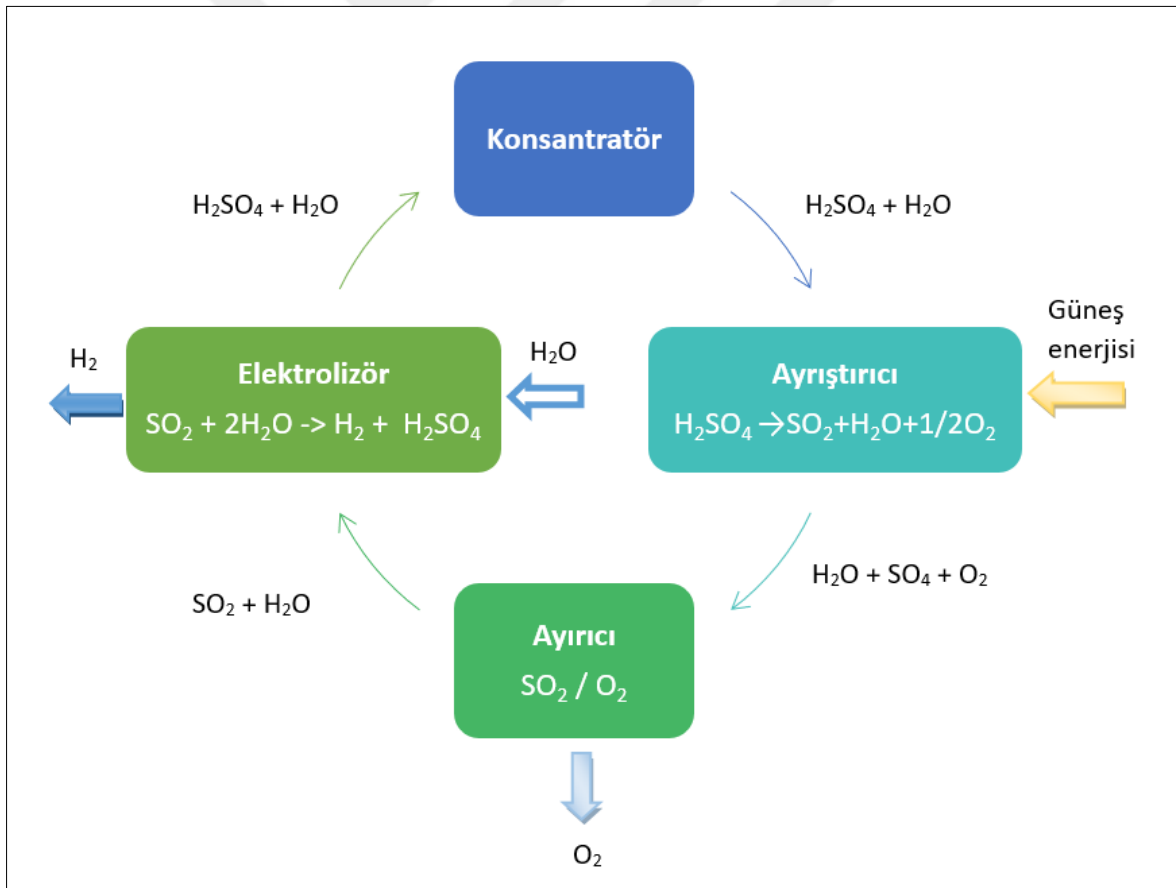 Konsantratör
H₂SO₄ + H₂O
H₂SO₄ + H₂O
Güneş
enerjisi
H₂
Elektrolizör
SO₂ + 2H₂O -> H₂ + H₂SO₄
H₂O
Ayrıştırıcı
H₂SO₄ →SO₂+H₂O+1/2O₂
SO₂ + H₂O
H₂O + SO₄ + O₂
Ayırıcı
SO₂ / O₂
O₂